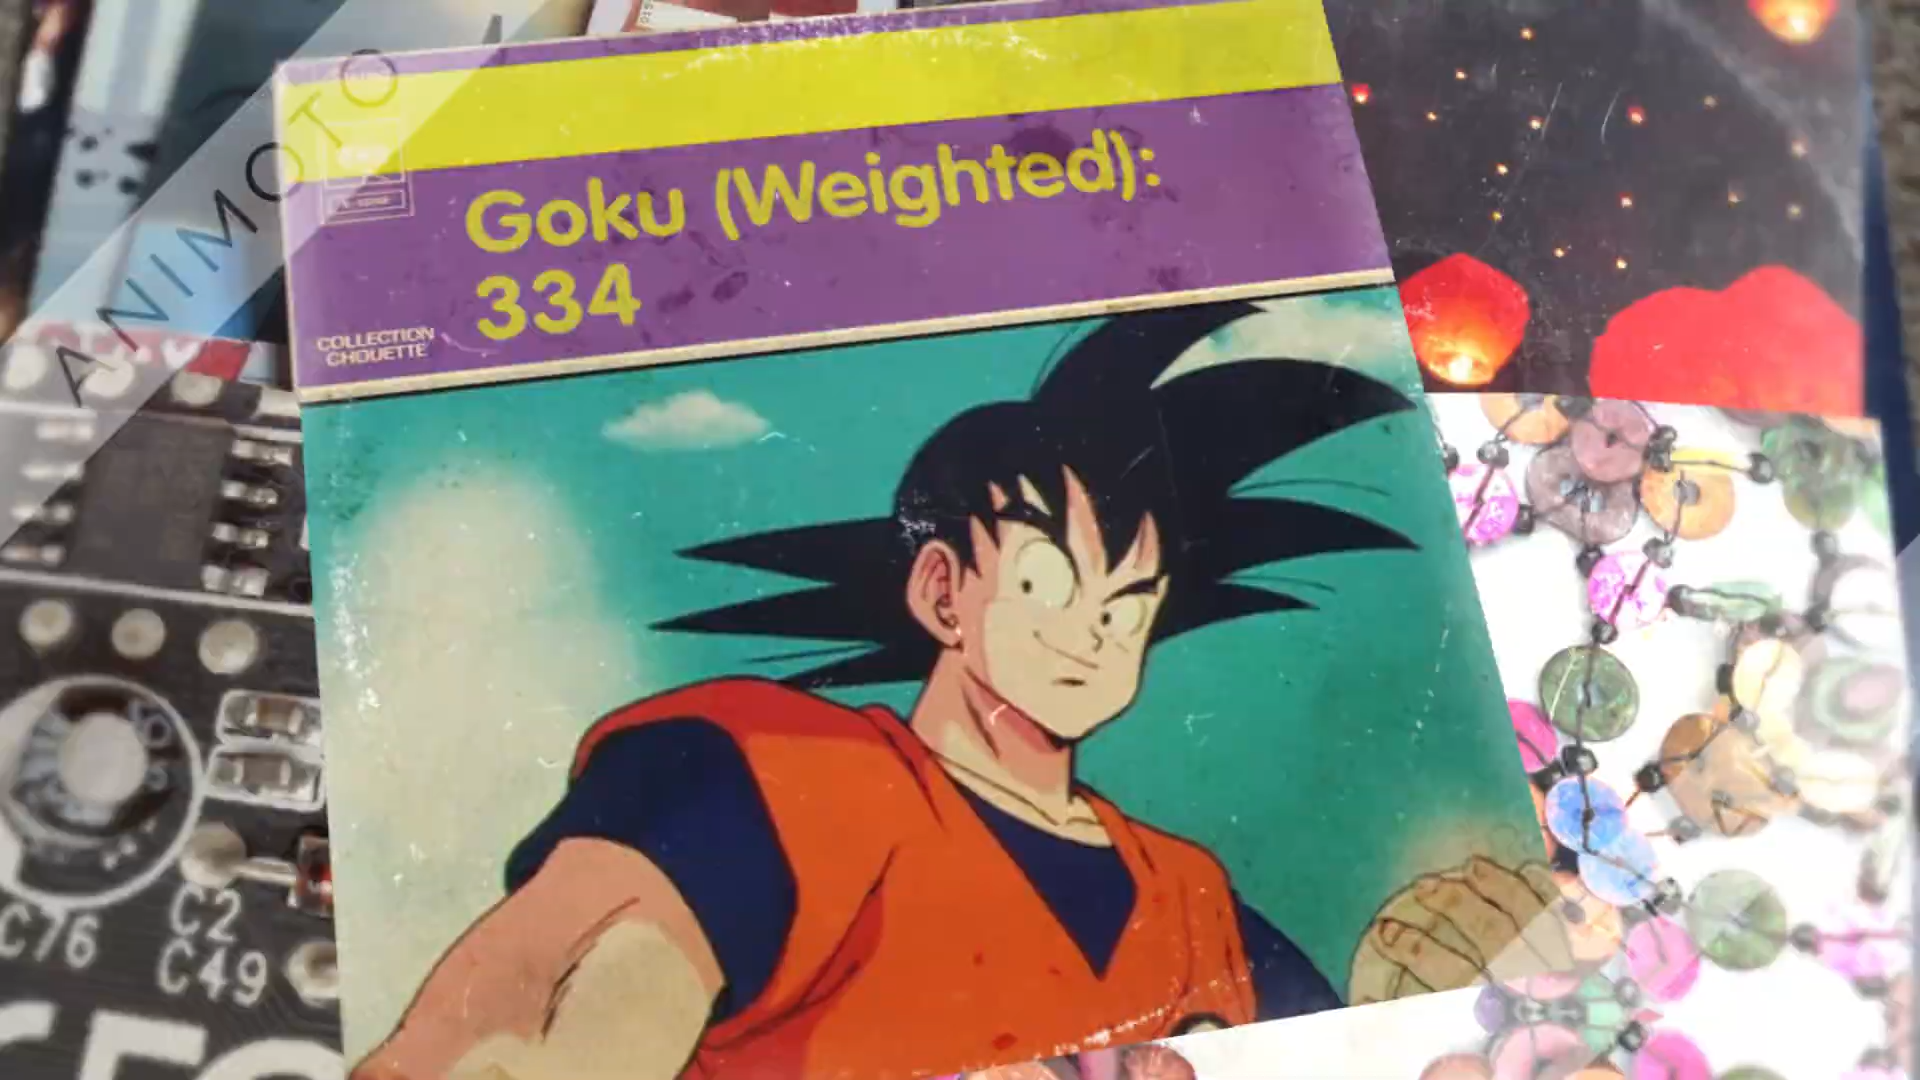 ANIMOTO
Goku (Weighted):
334
COLLECTION
CHOUETTE
C76
C2
C49